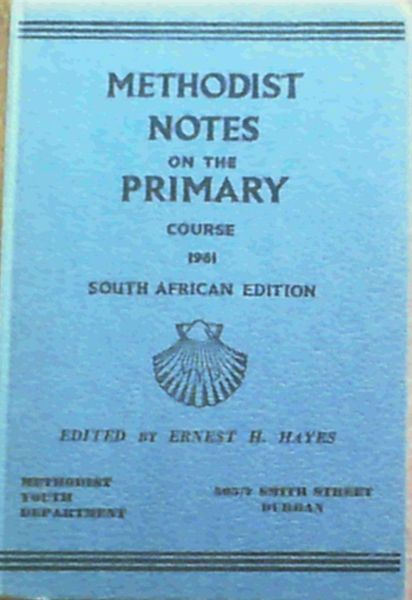 METHODIST
NOTES
ON THE
PRIMARY
COURSE
1961
SOUTH AFRICAN EDITION
EDITED BY ERNEST H. HAYES
METHODIST
YOUTH
DEPARTMENT
SMITH STREET
DURBAN